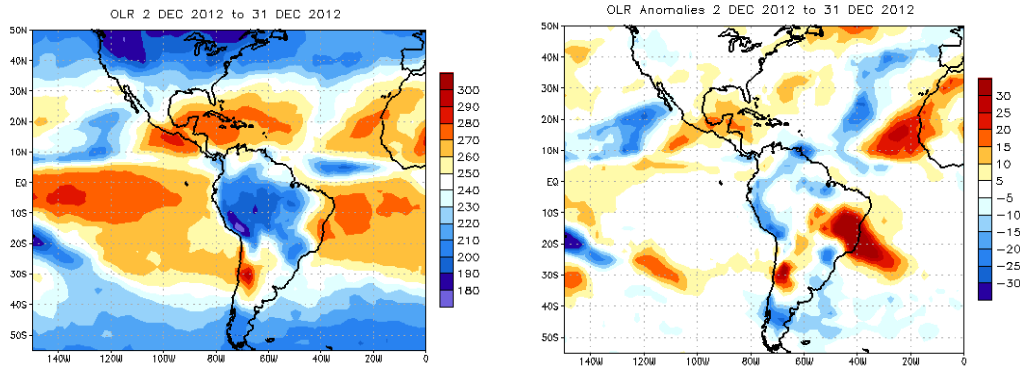 OLR 2 DEC 2012 to 31 DEC 2012
50N
40N
30N
20N
10N
EQ
10S
20S
30S
40S
50S
140W 120W 100W 80W 60W 40W 20W 0
300
290
280
270
260
250
240
230
220
210
200
190
180
OLR Anomalies 2 DEC 2012 to 31 DEC 2012
50N
40N
30N
20N
10N
EQ
10S
20S
30S
40S
50S
140W 120W 100W 80W 60W 40W 20W 0
30
25
20
15
10
5
−5
−10
−15
−20
−25
−30